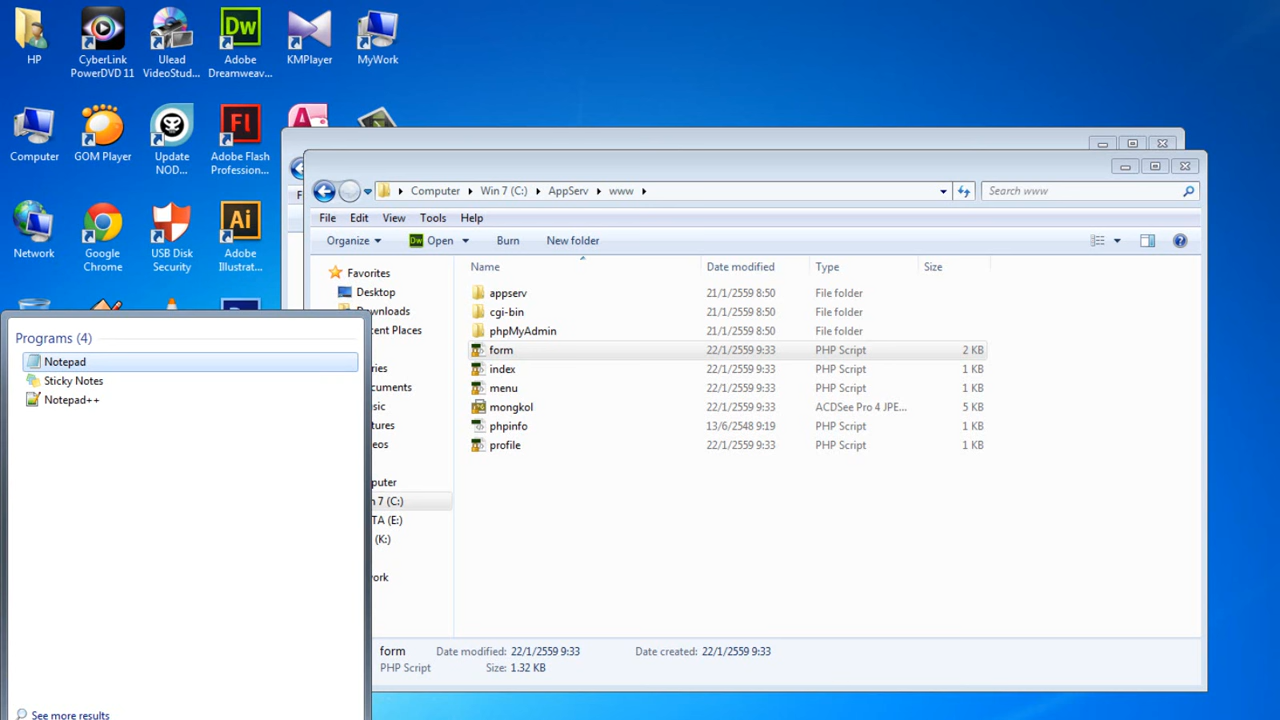 HP
CyberLink PowerDVD 11
Ulead VideoStud...
Adobe Dreamweav...
KMPlayer
MyWork
Computer
GOM Player
Update NOD...
Adobe Flash Profession...
Network
Google Chrome
USB Disk Security
Adobe Illustrat...
Computer Win 7 (C:) AppServ www
Search www
File Edit View Tools Help
Organize Open Burn New folder
Name Date modified Type Size
Favorites
Desktop
ownloads
ecent Places
ries
ocuments
sic
tures
eos
puter
n 7 (C:)
TA (E:)
(K:)
ork
appserv 21/1/2559 8:50 File folder
cgi-bin 21/1/2559 8:50 File folder
phpMyAdmin 21/1/2559 8:50 File folder
form 22/1/2559 9:33 PHP Script 2 KB
index 22/1/2559 9:33 PHP Script 1 KB
menu 22/1/2559 9:33 PHP Script 1 KB
mongkol 22/1/2559 9:33 ACDSee Pro 4 JPE... 5 KB
phpinfo 13/6/2548 9:19 PHP Script 1 KB
profile 22/1/2559 9:33 PHP Script 1 KB
form Date modified: 22/1/2559 9:33 Date created: 22/1/2559 9:33
PHP Script Size: 1.32 KB
Programs (4)
Notepad
Sticky Notes
Notepad++
See more results